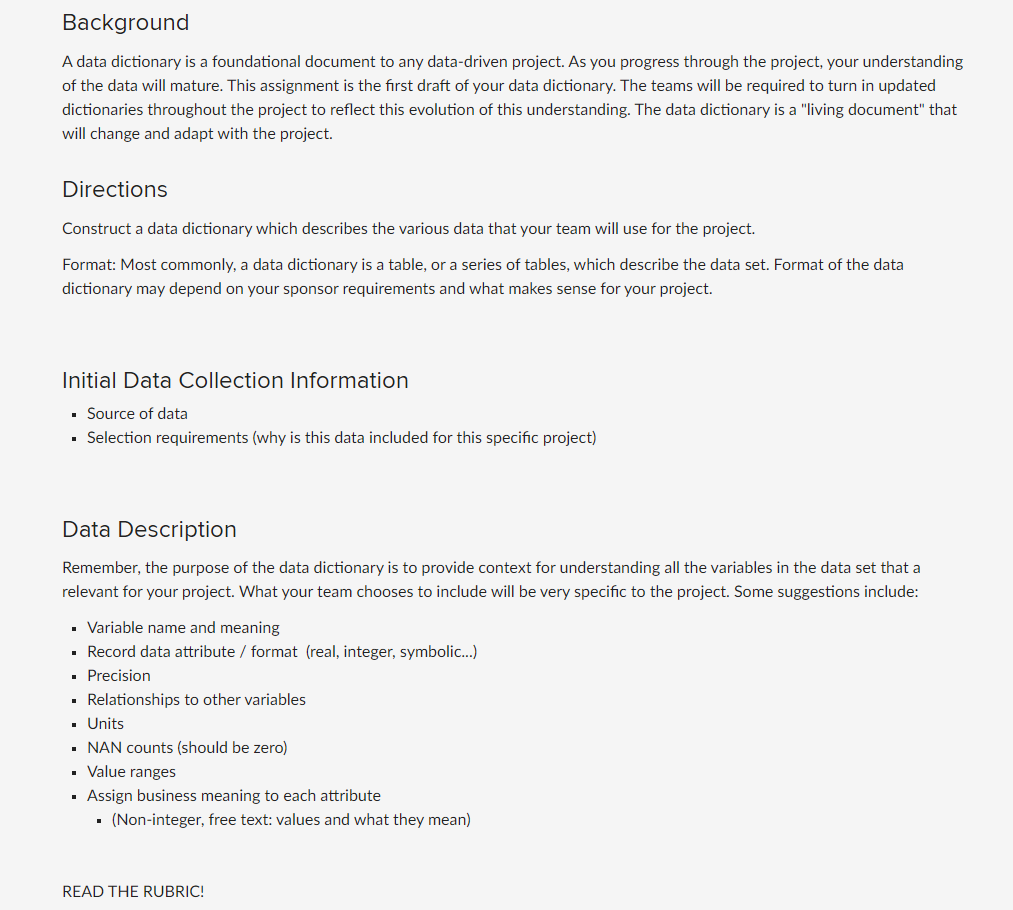 Background
A data dictionary is a foundational document to any data-driven project. As you progress through the project, your understanding
of the data will mature. This assignment is the first draft of your data dictionary. The teams will be required to turn in updated
dictionaries throughout the project to reflect this evolution of this understanding. The data dictionary is a "living document" that
will change and adapt with the project.
Directions
Construct a data dictionary which describes the various data that your team will use for the project.
Format: Most commonly, a data dictionary is a table, or a series of tables, which describe the data set. Format of the data
dictionary may depend on your sponsor requirements and what makes sense for your project.
Initial Data Collection Information
▪ Source of data
▪ Selection requirements (why is this data included for this specific project)
Data Description
Remember, the purpose of the data dictionary is to provide context for understanding all the variables in the data set that a
relevant for your project. What your team chooses to include will be very specific to the project. Some suggestions include:
▪ Variable name and meaning
▪ Record data attribute / format (real, integer, symbolic...)
▪ Precision
▪ Relationships to other variables
▪ Units
▪ NAN counts (should be zero)
▪ Value ranges
▪ Assign business meaning to each attribute
▪ (Non-integer, free text: values and what they mean)
READ THE RUBRIC!